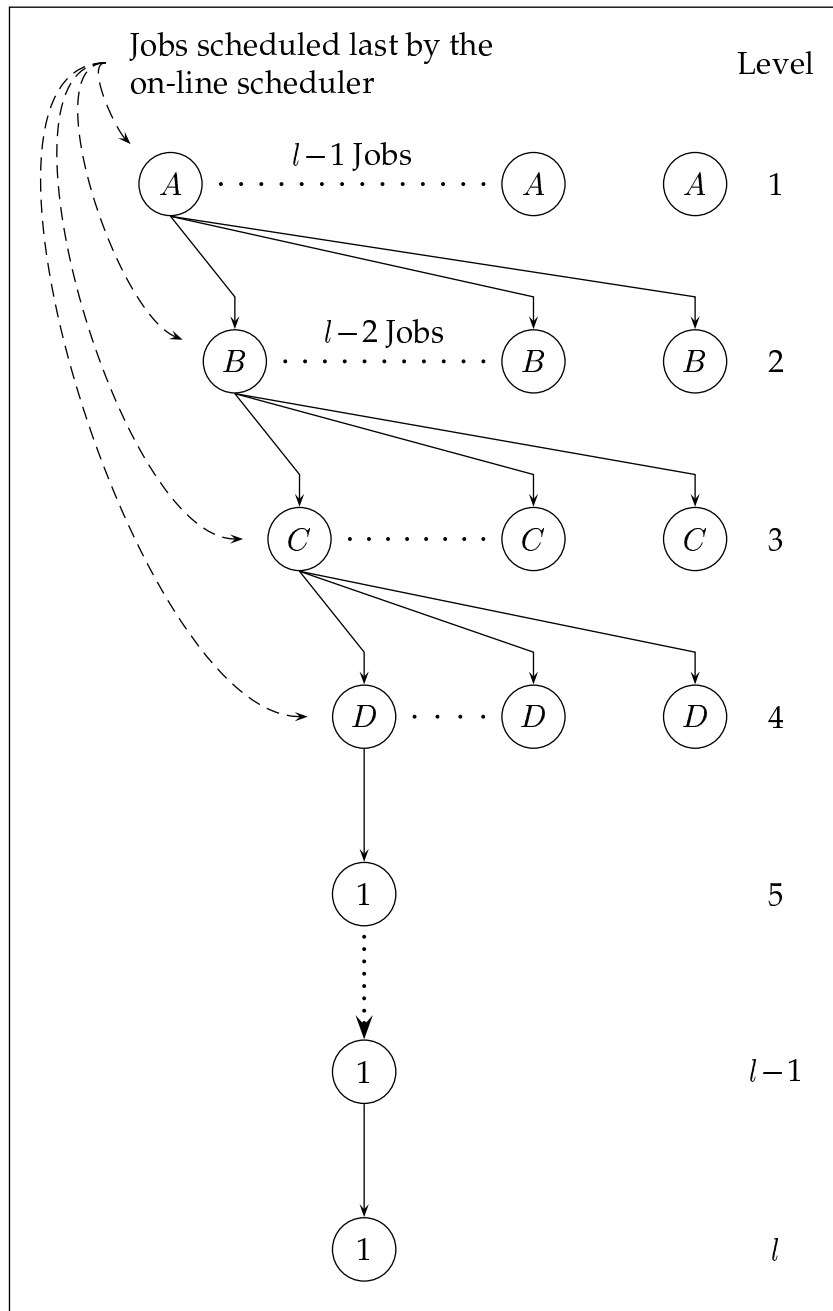 Jobs scheduled last by the
on-line scheduler
Level
l−1 Jobs
A A A 1
l−2 Jobs
B B B 2
C C C 3
D D D 4
1 5
1 l−1
1 l